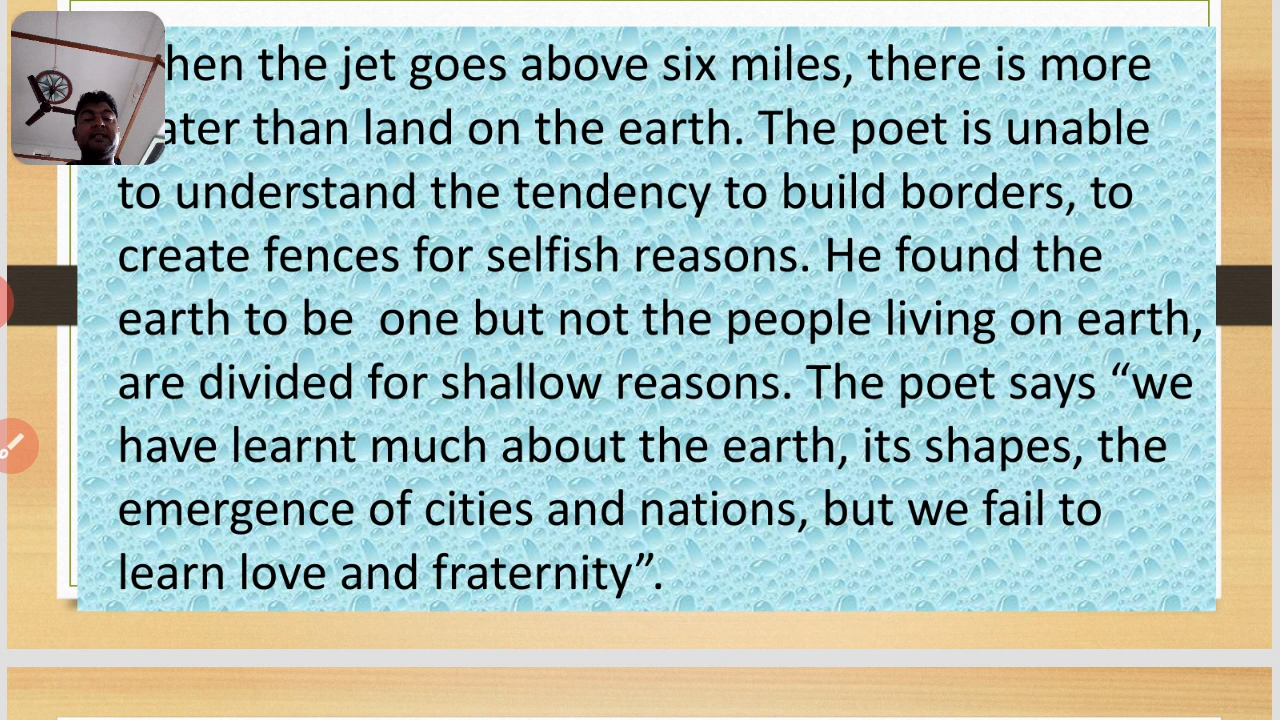 hen the jet goes above six miles, there is more
ater than land on the earth. The poet is unable
to understand the tendency to build borders, to
create fences for selfish reasons. He found the
earth to be  one but not the people living on earth,
are divided for shallow reasons. The poet says “we
have learnt much about the earth, its shapes, the
emergence of cities and nations, but we fail to
learn love and fraternity”.